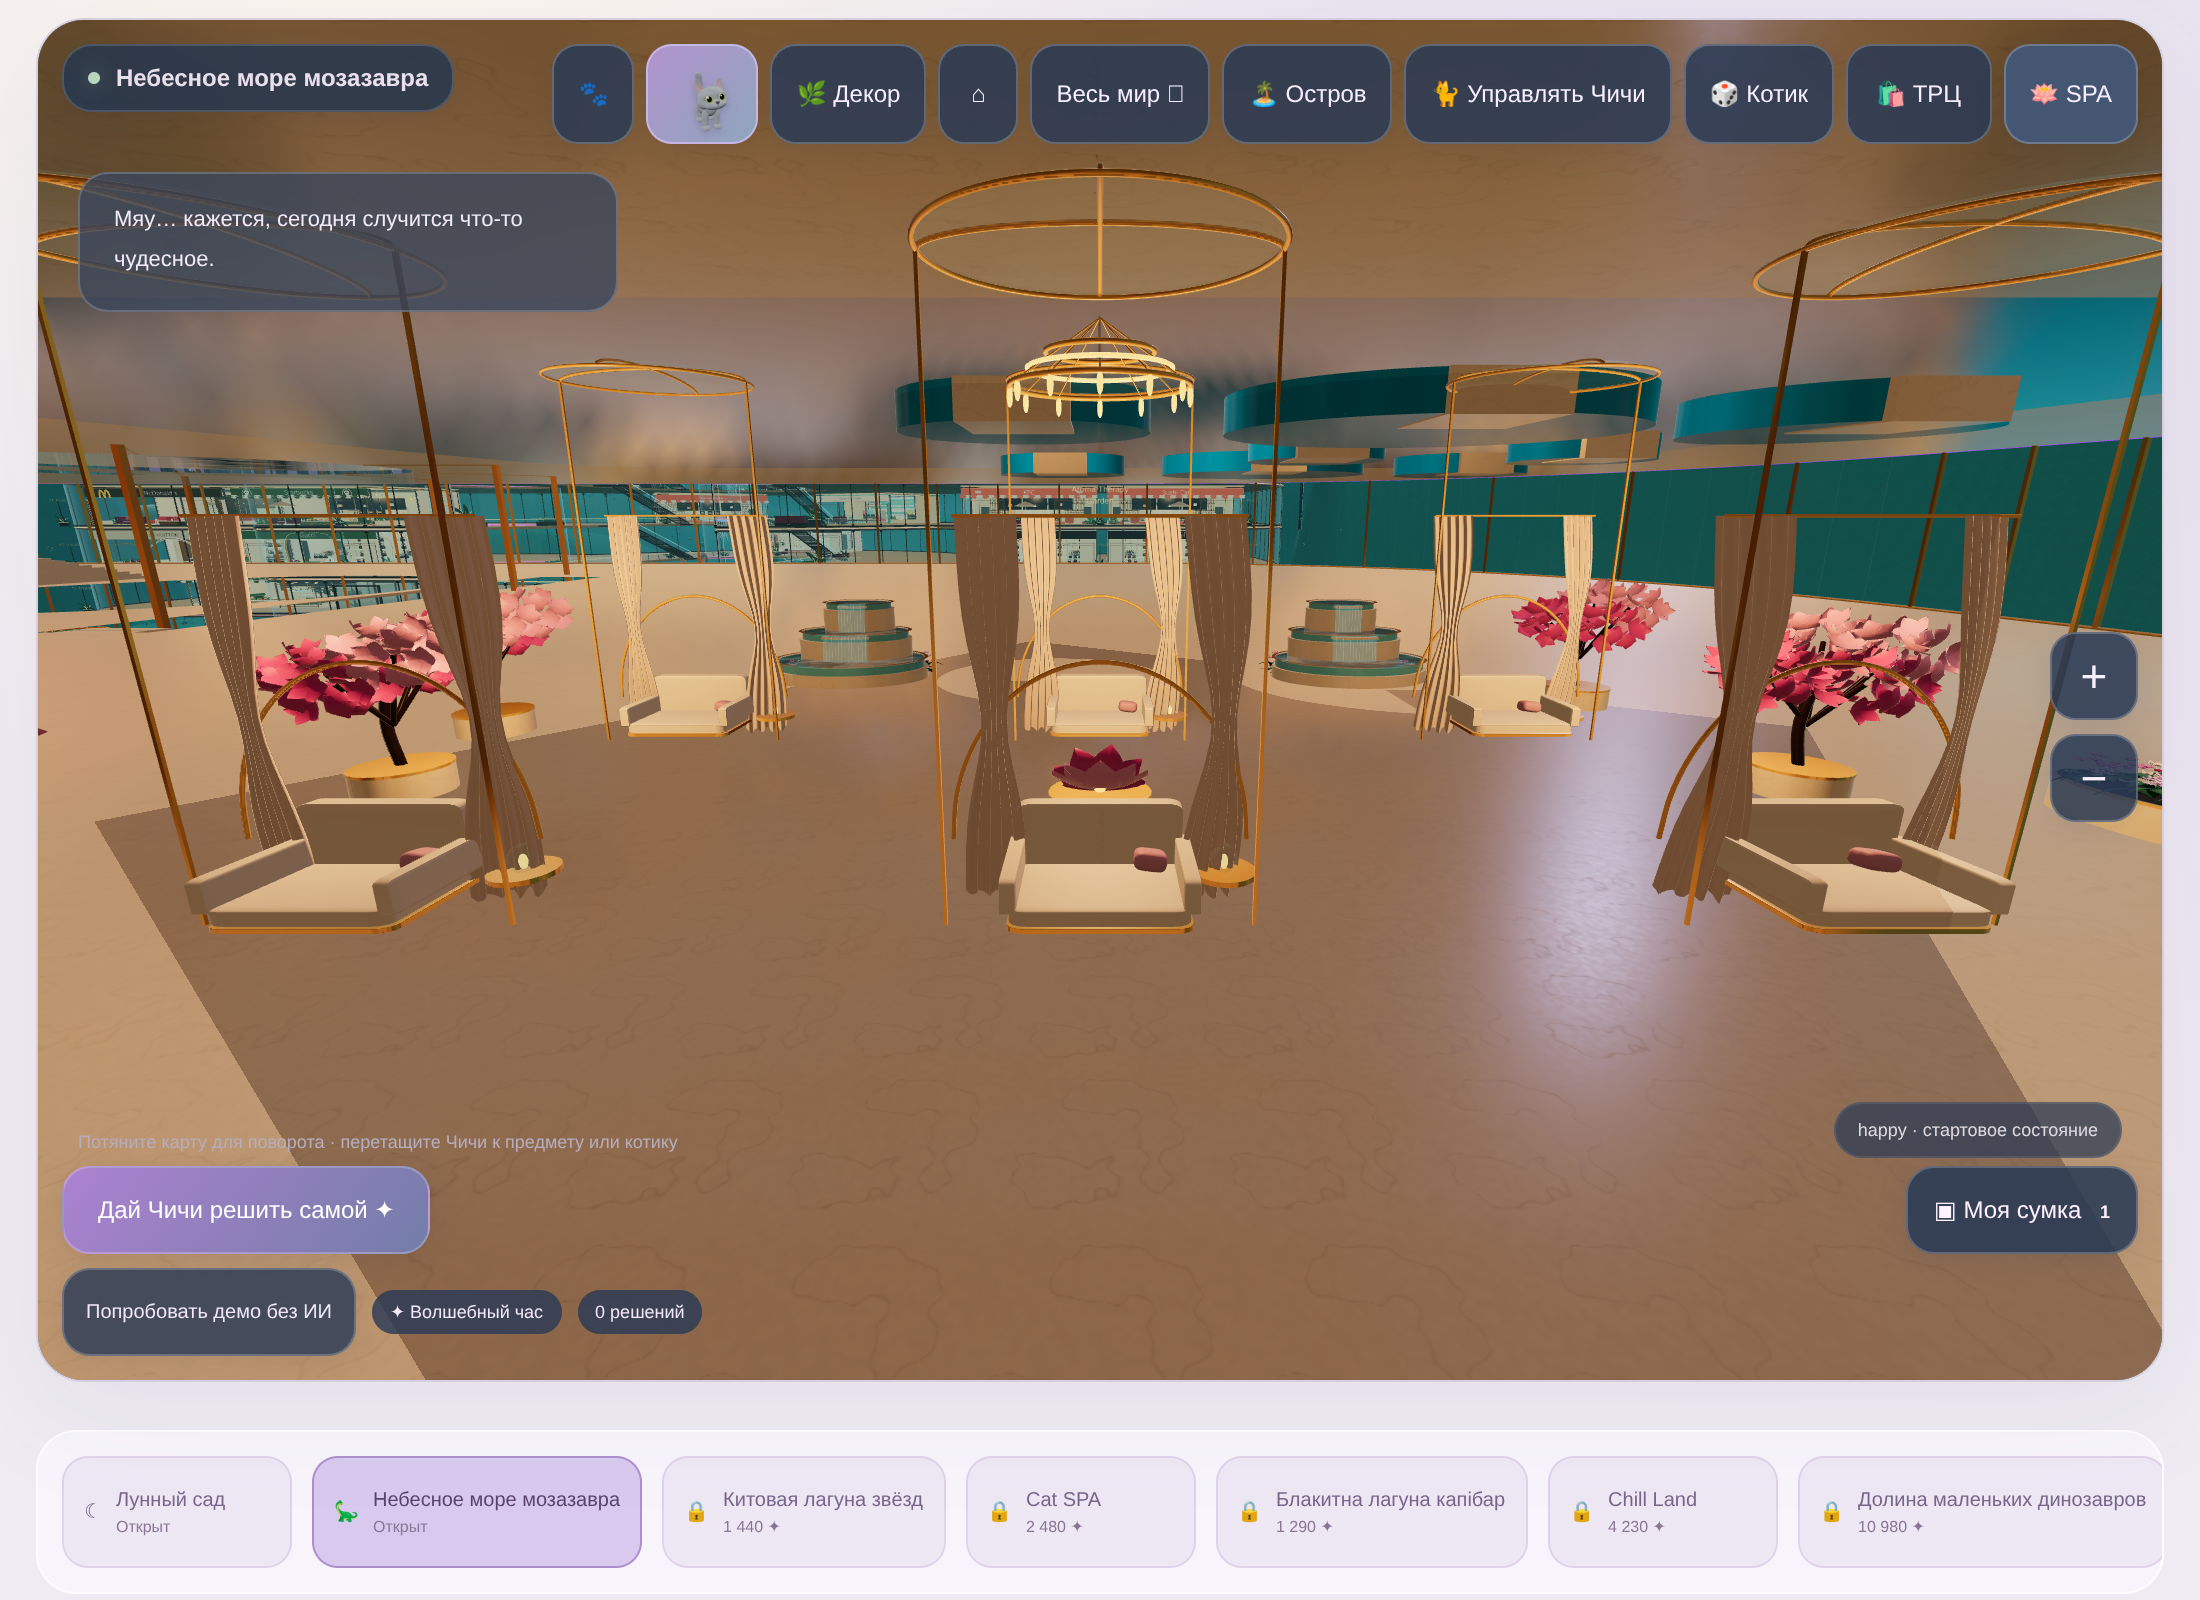 Небесное море мозазавра
🌿 Декор
⌂
Весь мир
🏝️ Остров
🐈 Управлять Чичи
🎲 Котик
🛍️ ТРЦ
🪷 SPA
Мяу… кажется, сегодня случится что-то
чудесное.
McDonald's
+
−
Потяните карту для поворота · перетащите Чичи к предмету или котику
happy · стартовое состояние
Дай Чичи решить самой ✦
▣ Моя сумка 1
Попробовать демо без ИИ
✦ Волшебный час
0 решений
☾ Лунный сад
Открыт
Небесное море мозазавра
Открыт
Китовая лагуна звёзд
1 440 ✦
Cat SPA
2 480 ✦
Блакитна лагуна капібар
1 290 ✦
Chill Land
4 230 ✦
Долина маленьких динозавров
10 980 ✦